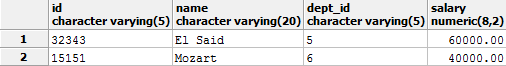 id name dept_id salary
character varying(5) character varying(20) character varying(5) numeric(8,2)
1 32343 El Said 5 60000.00
2 15151 Mozart 6 40000.00